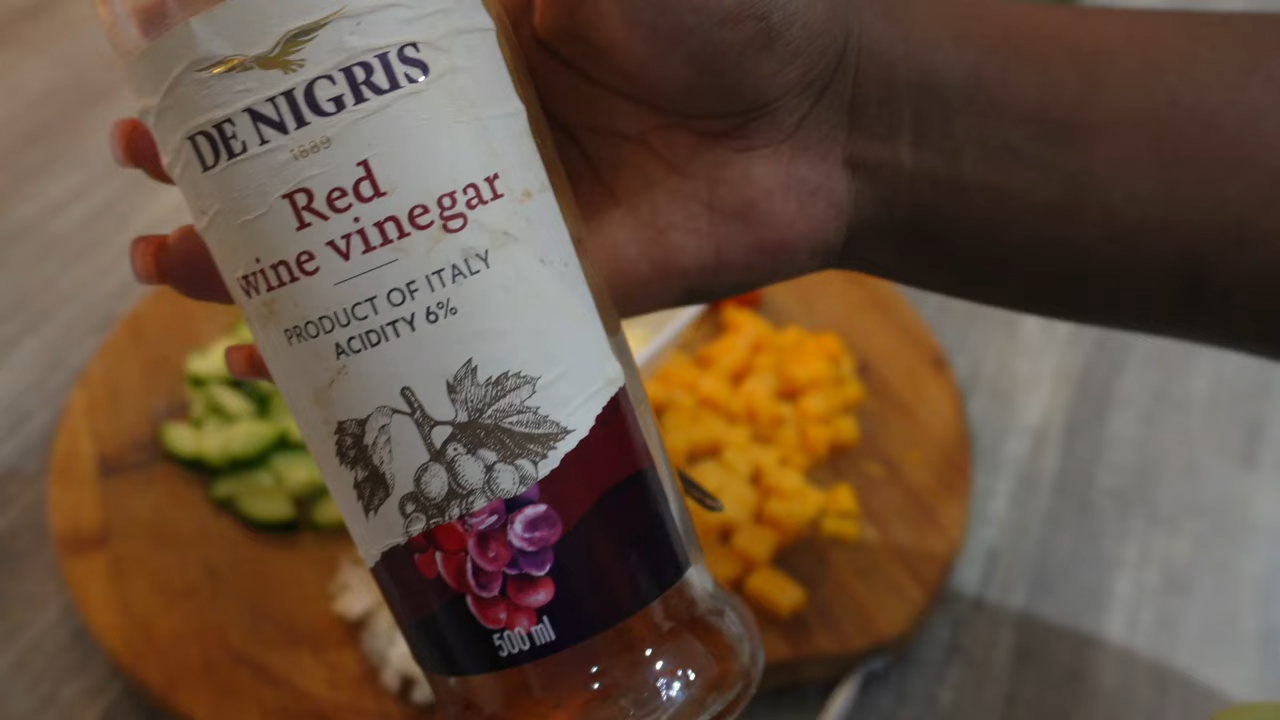 DE NIGRIS
1889
Red
wine vinegar
PRODUCT OF ITALY
ACIDITY 6%
500 ml